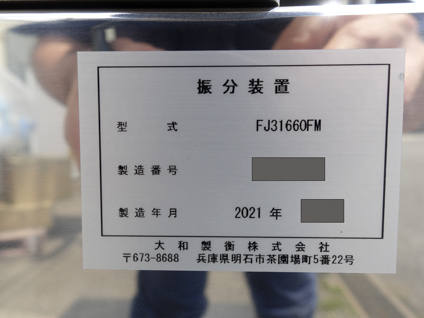 振分装置
型 式 FJ31660FM
製造番号
製造年月 2021 年
大和製衡株式会社
〒673-8688 兵庫県明石市茶園場町5番22号